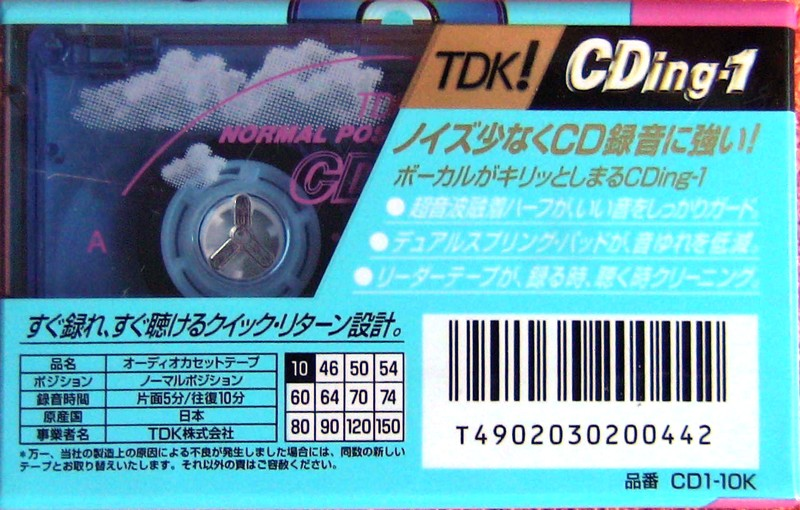 TDK!
CDing-1
TD
NORMAL POS
CD
A
ノイズ少なくCD録音に強い!
ボーカルがキリッとしまるCDing-1
●超音波融着ハーフが、いい音をしっかりガード。
●デュアルスプリング・パッドが、音ゆれを低減。
●リーダーテープが、録る時、聴く時クリーニング。
すぐ録れ、すぐ聴けるクイック・リターン設計。
品名 オーディオカセットテープ
ポジション ノーマルポジション
録音時間 片面5分/往復10分
原産国 日本
事業者名 TDK株式会社
10 46 50 54
60 64 70 74
80 90 120 150
*万一、当社の製造上の原因による不良が発生しました場合には、同数の新しい
テープとお取り替えいたします。それ以外の責はご容赦ください。
T4902030200442
品番 CD1-10K